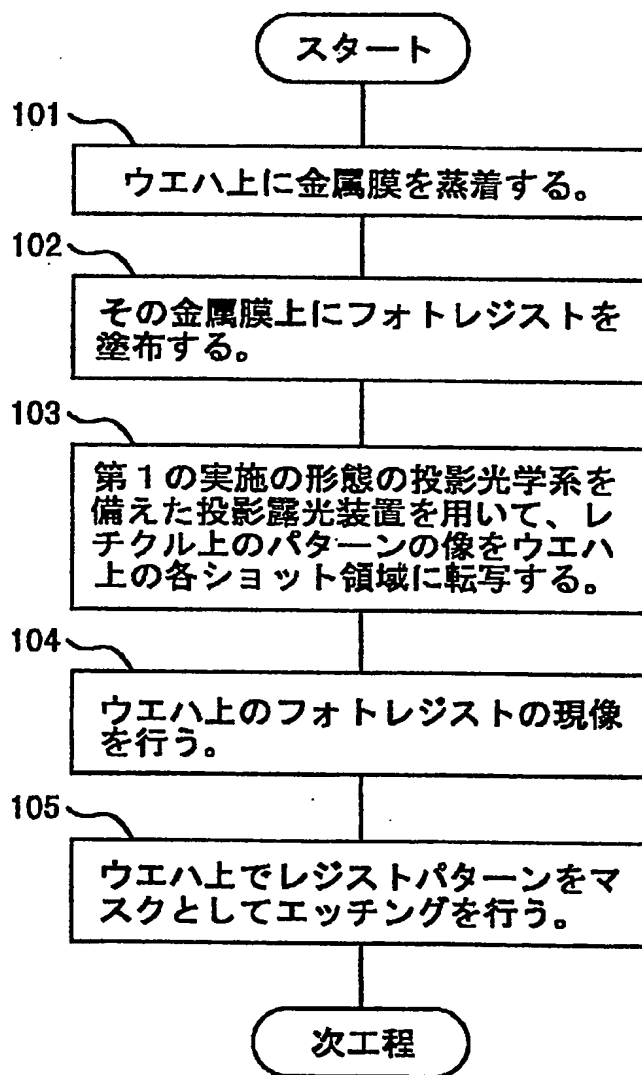 スタート
101
ウエハ上に金属膜を蒸着する。
102
その金属膜上にフォトレジストを
塗布する。
103
第1の実施の形態の投影光学系を
備えた投影露光装置を用いて、レ
チクル上のパターンの像をウエハ
上の各ショット領域に転写する。
104
ウエハ上のフォトレジストの現像
を行う。
105
ウエハ上でレジストパターンをマ
スクとしてエッチングを行う。
次工程